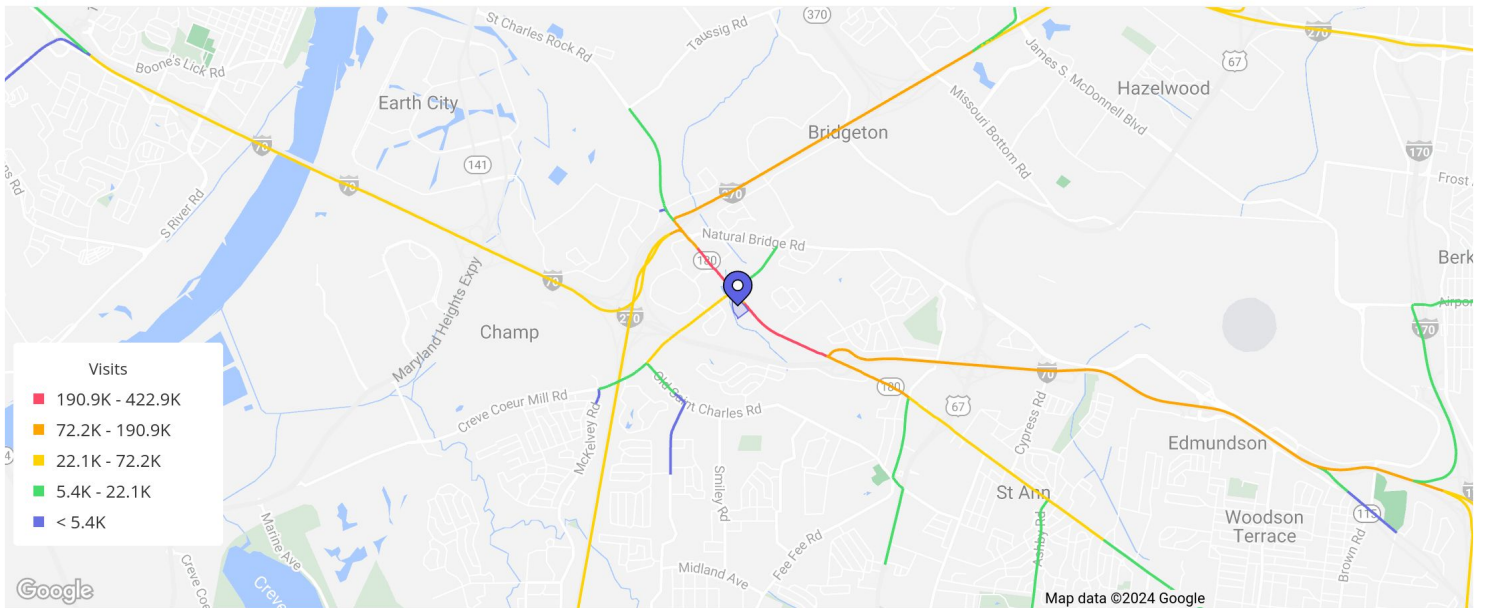 St Charles Rock Rd
Taussig Rd
370
270
67
James S. McDonnell Blvd
Hazelwood
Boone's Lick Rd
Earth City
Bridgeton
Missouri Bottom Rd
70
141
170
Frost
70
270
S River Rd
Natural Bridge Rd
180
Berk
Maryland Heights Expy
70
Airpor
270
Champ
170
Visits
190.9K - 422.9K
72.2K - 190.9K
22.1K - 72.2K
5.4K - 22.1K
< 5.4K
Creve Coeur Mill Rd
Old Saint Charles Rd
180
70
67
McKelvey Rd
Cypress Rd
Edmundson
Smiley Rd
St Ann
115
Woodson
Terrace
Marine Ave
Fee Fee Rd
Ashby Rd
Brown Rd
Midland Ave
Creve Coe
Creve
Google
Map data ©2024 Google